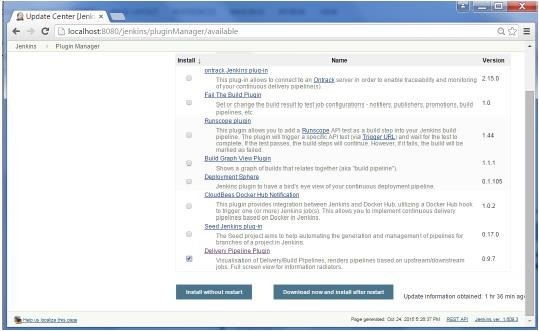 Update Center [Jenk
localhost:8080/jenkins/pluginManager/available
Jenkins
Plugin Manager
Install ↓ Name Version
ontrack Jenkins plug-in
This plug-in allows to connect to an Ontrack server in order to enable traceability and monitoring
of your continuous delivery pipeline(s).
2.15.0
Fail The Build Plugin
Set or change the build result to test job configurations - notifiers, publishers, promotions, build
pipelines, etc.
1.0
Runscope plugin
This plugin allows you to add a Runscope API test as a build step into your Jenkins build
pipeline. The plugin will trigger a specific API test (via Trigger URL) and wait for the test to
complete. If the test passes, the build steps will continue. However, if it fails, the build will be
marked as failed.
1.44
Build Graph View Plugin
Shows a graph of builds that relates together (aka "build pipeline").
1.1.1
Deployment Sphere
Jenkins plugin to have a bird's eye view of your continuous deployment pipeline.
0.1.105
CloudBees Docker Hub Notification
This plugin provides integration between Jenkins and Docker Hub, utilizing a Docker Hub hook
to trigger one (or more) Jenkins job(s). This allows you to implement continuous delivery
pipelines based on Docker in Jenkins.
1.0.2
Seed Jenkins plug-in
The Seed project aims to help automating the generation and management of pipelines for
branches of a project in Jenkins.
0.17.0
Delivery Pipeline Plugin
Visualisation of Delivery/Build Pipelines, renders pipelines based on upstream/downstream
jobs. Full screen view for information radiators.
0.9.7
Install without restart
Download now and install after restart
Update information obtained: 1 hr 36 min ago
Help us localize this page
Page generated: Oct 24, 2015 5:28:37 PM REST API Jenkins ver. 1.609.3